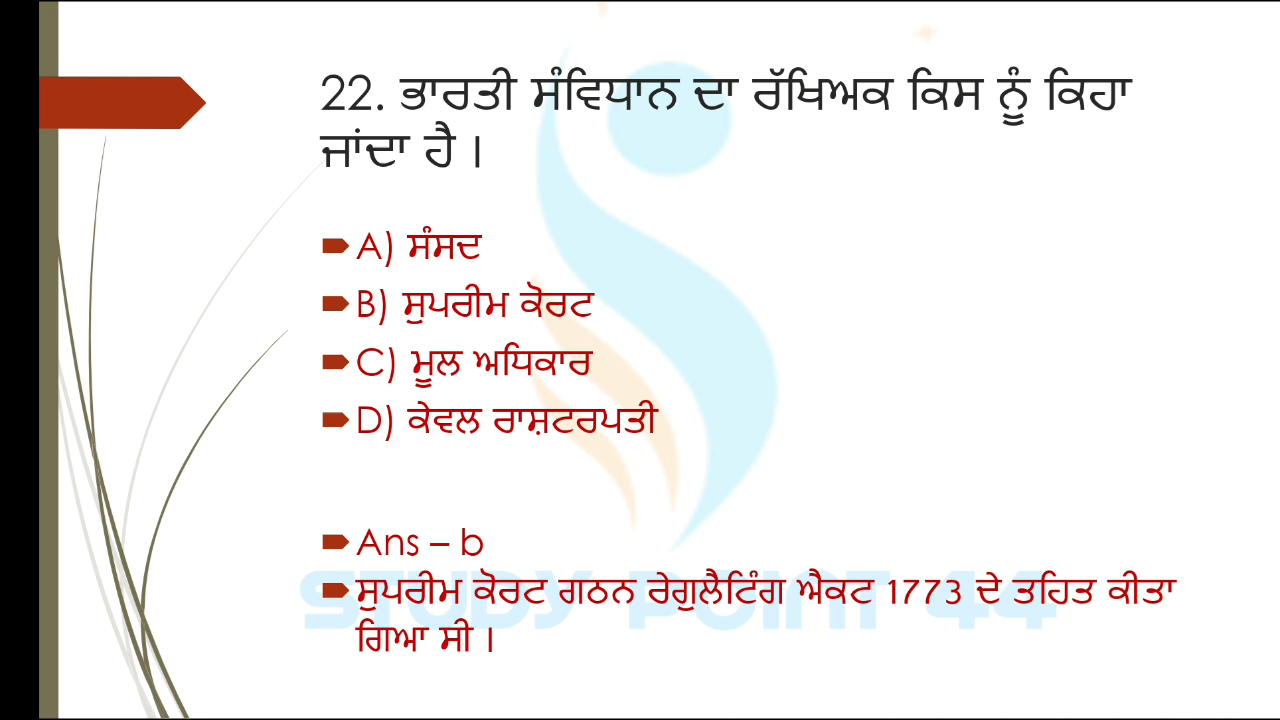 22. ਭਾਰਤੀ ਸੰਵਿਧਾਨ ਦਾ ਰੱਖਿਅਕ ਕਿਸ ਨੂੰ ਕਿਹਾ
ਜਾਂਦਾ ਹੈ ।
A) ਸੰਸਦ
B) ਸੁਪਰੀਮ ਕੋਰਟ
C) ਮੂਲ ਅਧਿਕਾਰ
D) ਕੇਵਲ ਰਾਸ਼ਟਰਪਤੀ
Ans – b
ਸੁਪਰੀਮ ਕੋਰਟ ਗਠਨ ਰੇਗੁਲੈਟਿੰਗ ਐਕਟ 1773 ਦੇ ਤਹਿਤ ਕੀਤਾ
ਗਿਆ ਸੀ ।
STUDY POINT 44